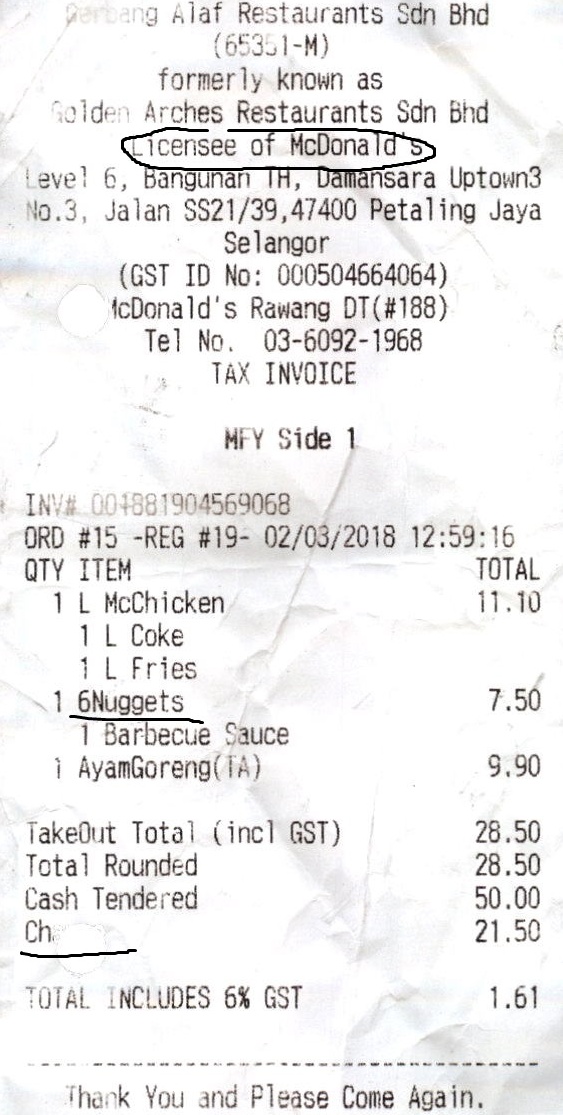 Gerbang Alaf Restaurants Sdn Bhd
(65351-M)
formerly known as
Golden Arches Restaurants Sdn Bhd
Licensee of McDonald's
Level 6, Bangunan TH, Damansara Uptown3
No.3, Jalan SS21/39,47400 Petaling Jaya
Selangor
(GST ID No: 000504664064)
McDonald's Rawang DT(#188)
Tel No. 03-6092-1968
TAX INVOICE
MFY Side 1
INV# 001881904569068
ORD #15 -REG #19- 02/03/2018 12:59:16
QTY ITEM TOTAL
1 L McChicken 11.10
1 L Coke
1 L Fries
1 6Nuggets 7.50
1 Barbecue Sauce
1 AyamGoreng(TA) 9.90
TakeOut Total (incl GST) 28.50
Total Rounded 28.50
Cash Tendered 50.00
Ch 21.50
TOTAL INCLUDES 6% GST 1.61
Thank You and Please Come Again.